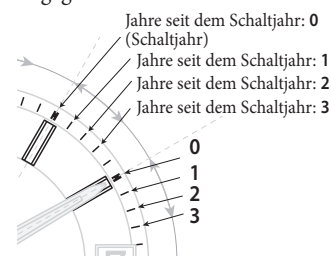 Jahre seit dem Schaltjahr: 0
(Schaltjahr)
Jahre seit dem Schaltjahr: 1
Jahre seit dem Schaltjahr: 2
Jahre seit dem Schaltjahr: 3
0
1
2
3